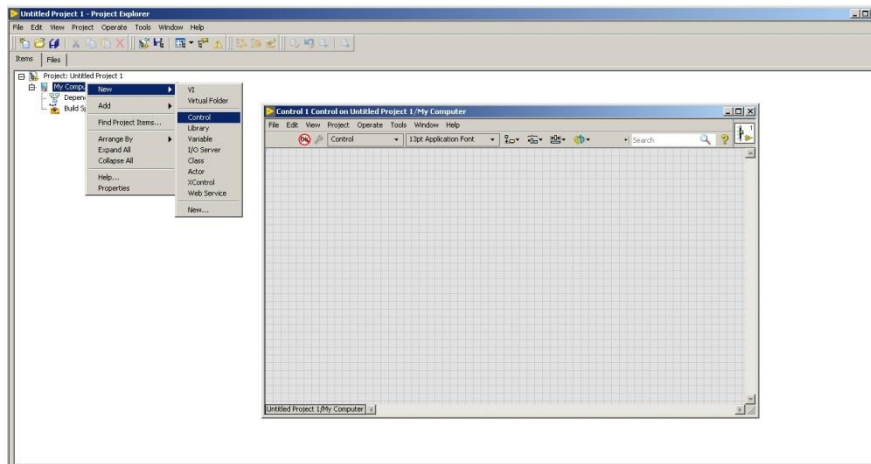 Untitled Project 1 - Project Explorer
File Edit View Project Operate Tools Window Help
Items Files
Project: Untitled Project 1
My Compu
Depen
Build Sp
New
Add
Find Project Items...
Arrange By
Expand All
Collapse All
Help...
Properties
VI
Virtual Folder
Control
Library
Variable
I/O Server
Class
Actor
XControl
Web Service
New...
Control 1 Control on Untitled Project 1/My Computer
File Edit View Project Operate Tools Window Help
Control 13pt Application Font Search
Untitled Project 1/My Computer